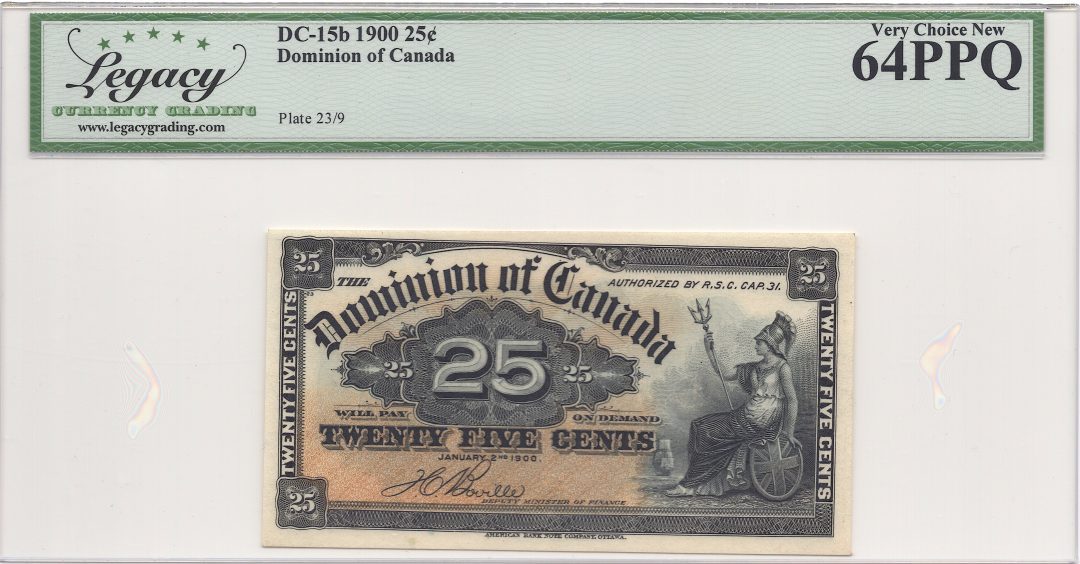 Legacy
CURRENCY GRADING
www.legacygrading.com
DC-15b 1900 25¢
Dominion of Canada
Plate 23/9
Very Choice New
64PPQ
25
25
THE
Dominion of Canada
AUTHORIZED BY R.S.C. CAP. 31.
23
TWENTY FIVE CENTS
25
25
25
TWENTY FIVE CENTS
WILL PAY
ON DEMAND
TWENTY FIVE CENTS
JANUARY 2ND 1900.
J C Boville
DEPUTY MINISTER OF FINANCE.
25
AMERICAN BANK NOTE COMPANY, OTTAWA.